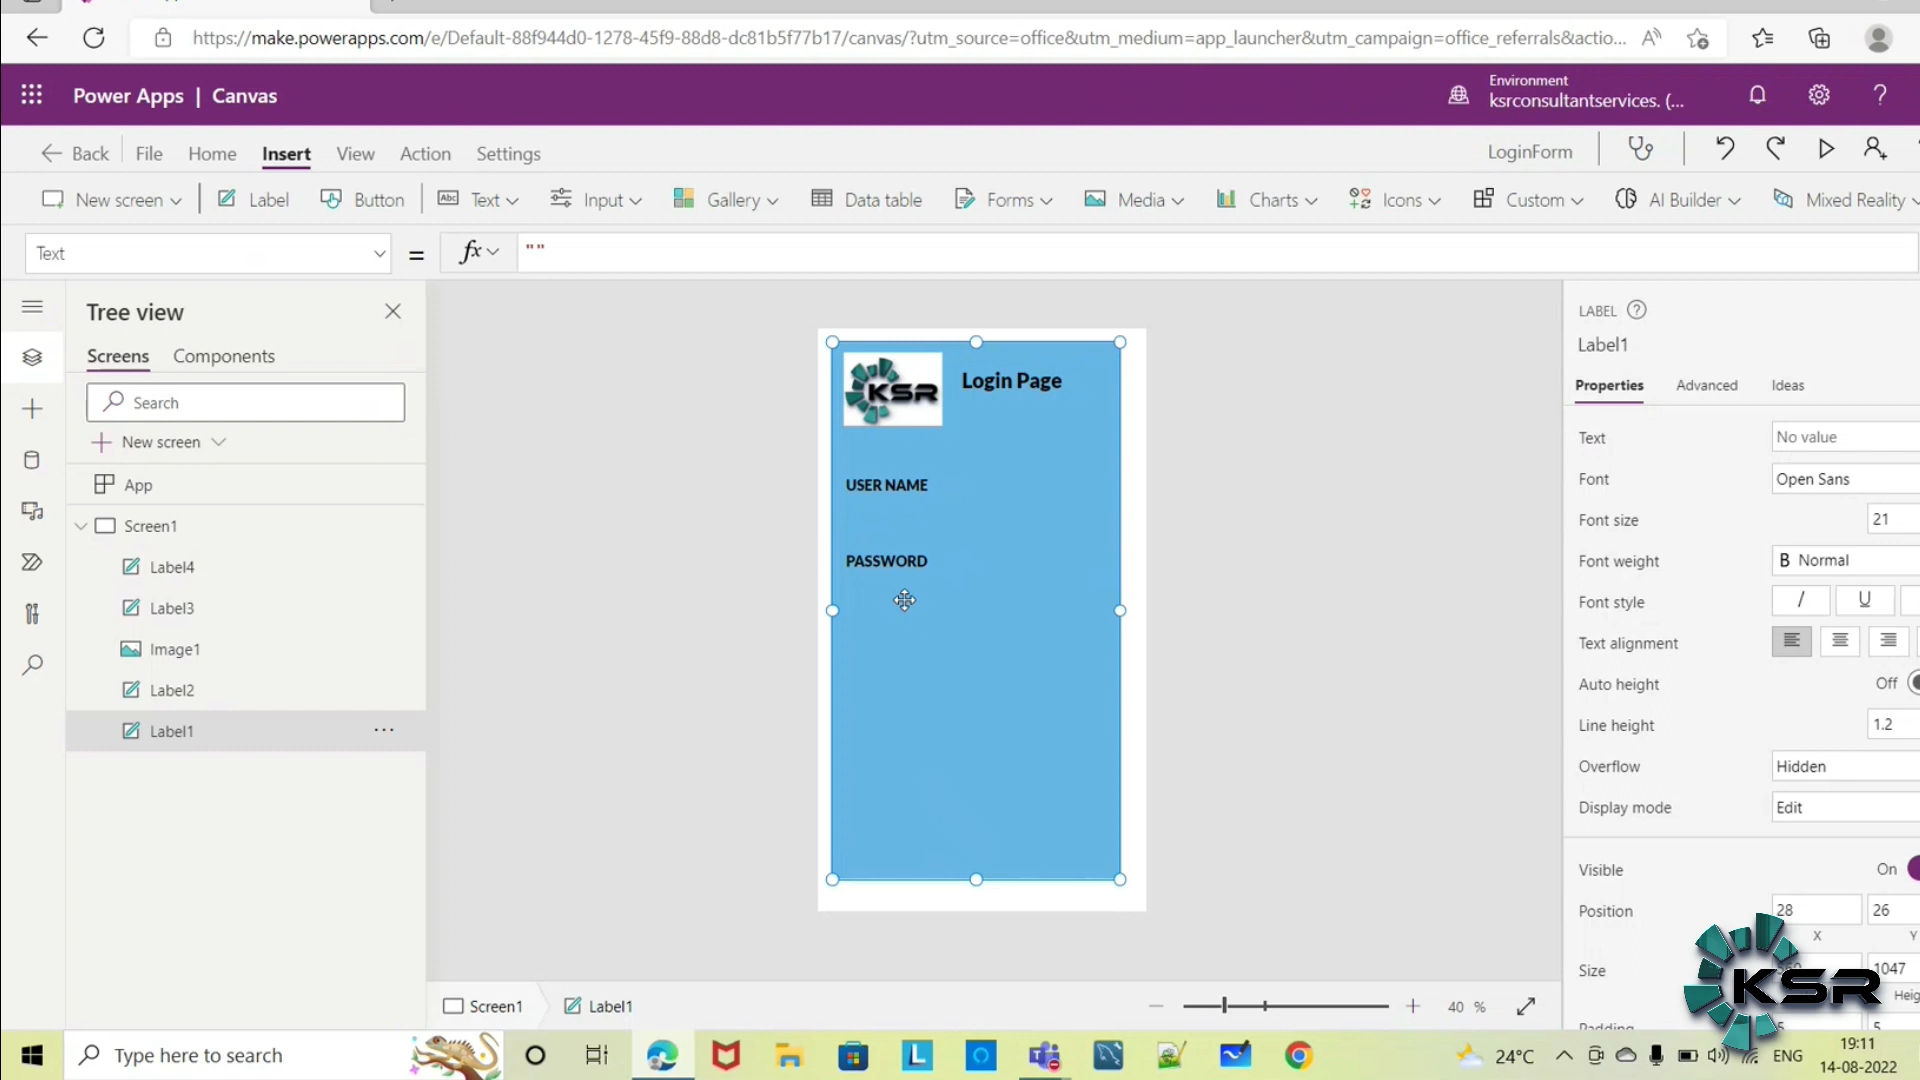 https://make.powerapps.com/e/Default-88f944d0-1278-45f9-88d8-dc81b5f77b17/canvas/?utm_source=office&utm_medium=app_launcher&utm_campaign=office_referrals&actio...
Power Apps | Canvas
Environment
ksrconsultantservices. (...
Back File Home Insert View Action Settings
LoginForm
New screen Label Button Text Input Gallery Data table Forms Media Charts Icons Custom AI Builder Mixed Reality
Text = fx ""
Tree view
Screens Components
Search
New screen
App
Screen1
Label4
Label3
Image1
Label2
Label1
KSR
Login Page
USER NAME
PASSWORD
LABEL
Label1
Properties Advanced Ideas
Text No value
Font Open Sans
Font size 21
Font weight B Normal
Font style / U
Text alignment
Auto height Off
Line height 1.2
Overflow Hidden
Display mode Edit
Visible On
Position 28 26
X Y
Size 1047
KSR
Screen1 Label1
40 %
Type here to search
24°C
ENG
19:11
14-08-2022